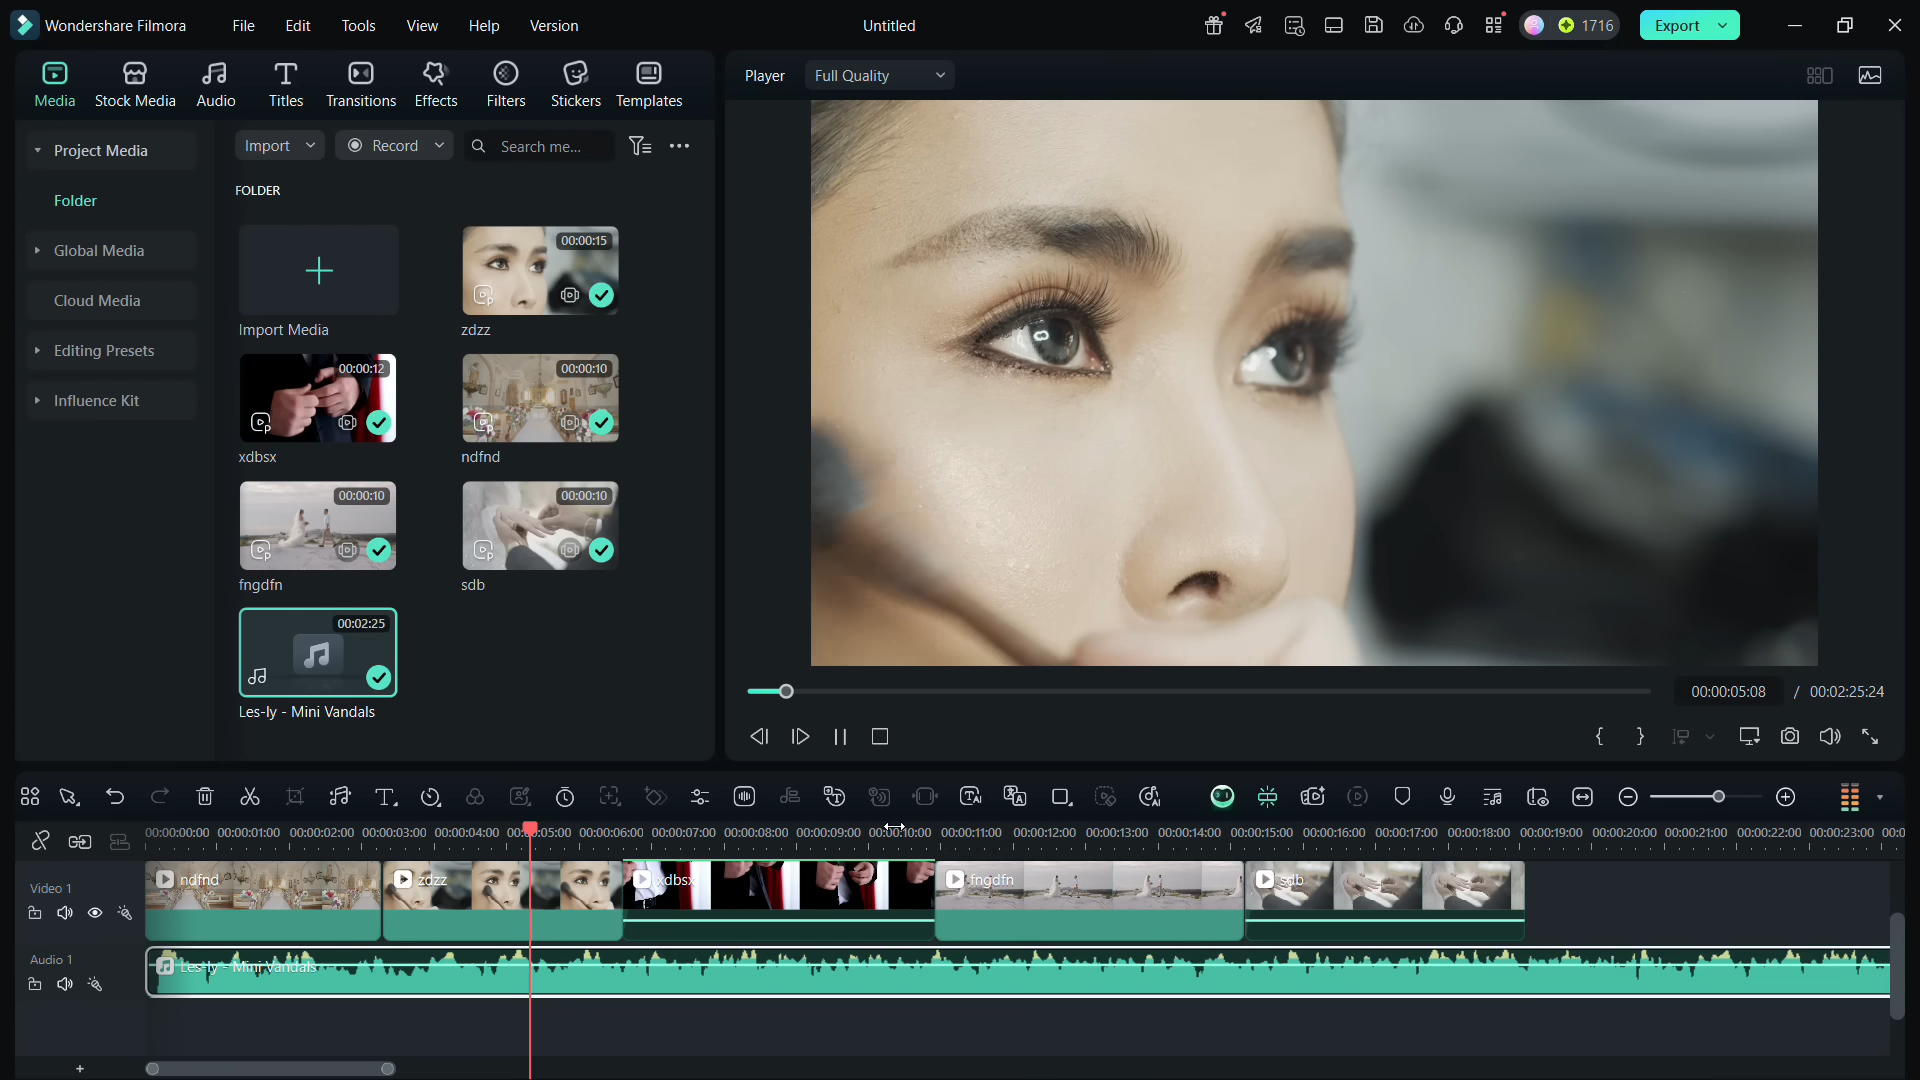 Wondershare Filmora File Edit Tools View Help Version Untitled 1716 Export
Media Stock Media Audio Titles Transitions Effects Filters Stickers Templates
Player Full Quality
Project Media
Folder
Global Media
Cloud Media
Editing Presets
Influence Kit
Import Record Search me...
FOLDER
Import Media
00:00:15
zdzz
00:00:12
xdbsx
00:00:10
ndfnd
00:00:10
fngdfn
00:00:10
sdb
00:02:25
Les-ly - Mini Vandals
00:00:05:08 / 00:02:25:24
00:00:00:00 00:00:01:00 00:00:02:00 00:00:03:00 00:00:04:00 00:00:05:00 00:00:06:00 00:00:07:00 00:00:08:00 00:00:09:00 00:00:10:00 00:00:11:00 00:00:12:00 00:00:13:00 00:00:14:00 00:00:15:00 00:00:16:00 00:00:17:00 00:00:18:00 00:00:19:00 00:00:20:00 00:00:21:00 00:00:22:00 00:00:23:00
Video 1
ndfnd zdzz xdbsx fngdfn sdb
Audio 1
Les-ly - Mini Vandals